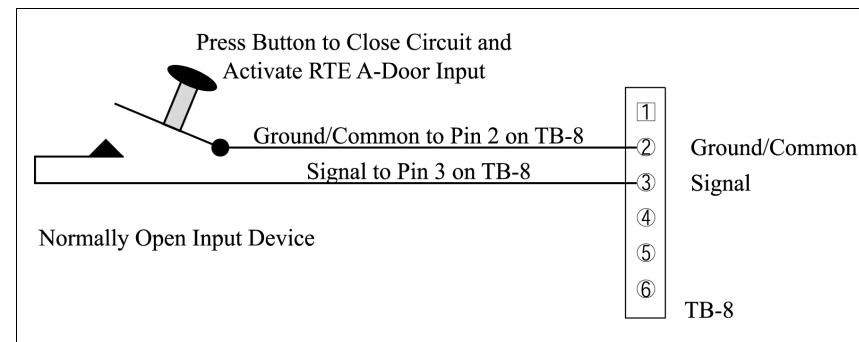 Press Button to Close Circuit and
Activate RTE A-Door Input
Ground/Common to Pin 2 on TB-8
Signal to Pin 3 on TB-8
Normally Open Input Device
1
2 Ground/Common
3 Signal
4
5
6
TB-8